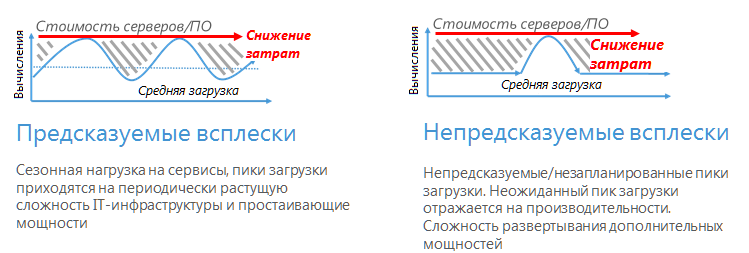 Стоимость серверов/ПО
Снижение
затрат
Вычисления
Средняя загрузка
Предсказуемые всплески
Сезонная нагрузка на сервисы, пики загрузки
приходятся на периодически растущую
сложность IT-инфраструктуры и простаивающие
мощности
Стоимость серверов/ПО
Снижение
затрат
Вычисления
Средняя загрузка
Непредсказуемые всплески
Непредсказуемые/незапланированные пики
загрузки. Неожиданный пик загрузки
отражается на производительности.
Сложность развертывания дополнительных
мощностей